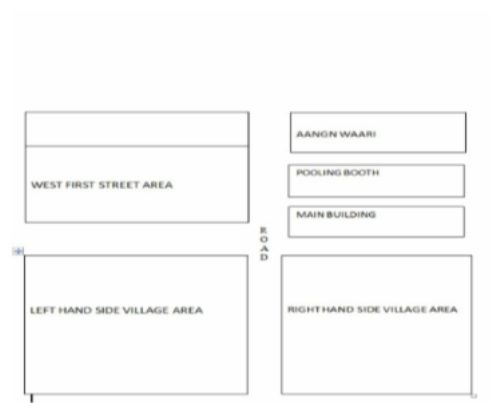 AANGN WAARI
WEST FIRST STREET AREA
POOLING BOOTH
MAIN BUILDING
ROAD
LEFT HAND SIDE VILLAGE AREA
RIGHT HAND SIDE VILLAGE AREA